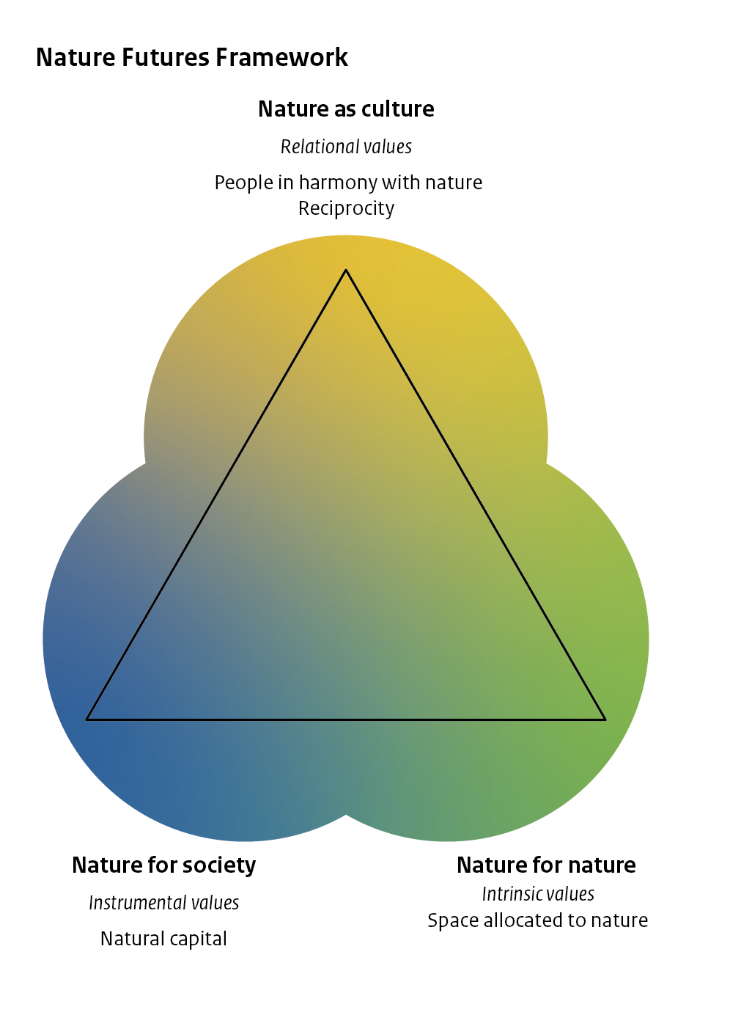 Nature Futures Framework
Nature as culture
Relational values
People in harmony with nature
Reciprocity
Nature for society
Instrumental values
Natural capital
Nature for nature
Intrinsic values
Space allocated to nature